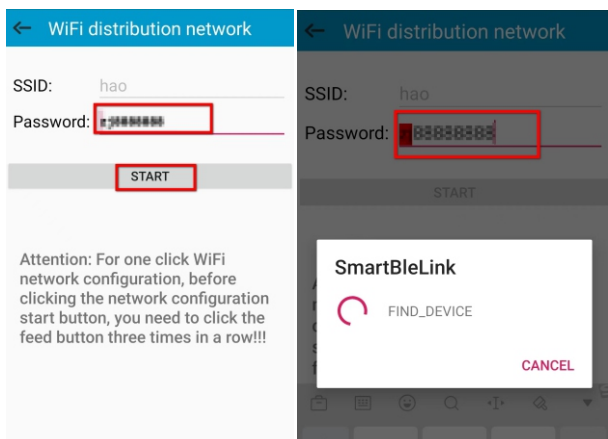 ← WiFi distribution network
SSID: hao
Password:
START
Attention: For one click WiFi
network configuration, before
clicking the network configuration
start button, you need to click the
feed button three times in a row!!!
← WiFi distribution network
SSID: hao
Password:
START
SmartBleLink
FIND_DEVICE
CANCEL